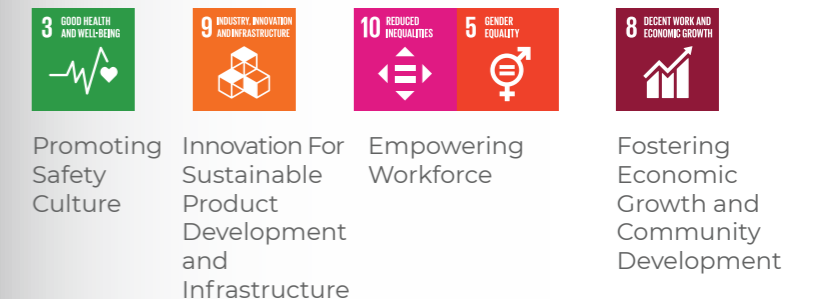 3 GOOD HEALTH
AND WELL-BEING
9 INDUSTRY, INNOVATION
AND INFRASTRUCTURE
10 REDUCED
INEQUALITIES
5 GENDER
EQUALITY
8 DECENT WORK AND
ECONOMIC GROWTH
Promoting
Safety
Culture
Innovation For
Sustainable
Product
Development
and
Infrastructure
Empowering
Workforce
Fostering
Economic
Growth and
Community
Development